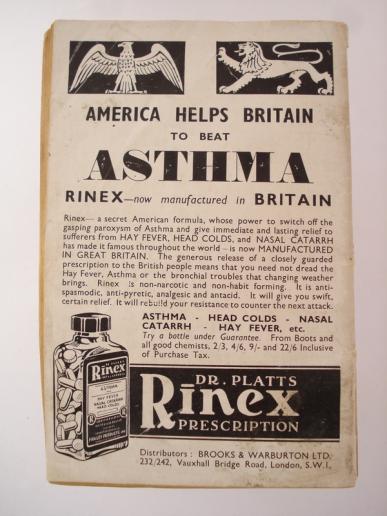 AMERICA HELPS BRITAIN
TO BEAT
ASTHMA
RINEX—now manufactured in BRITAIN
Rinex— a secret American formula, whose power to switch off the
gasping paroxysm of Asthma and give immediate and lasting relief to
sufferers from HAY FEVER, HEAD COLDS, and NASAL CATARRH
has made it famous throughout the world — is now MANUFACTURED
IN GREAT BRITAIN. The generous release of a closely guarded
prescription to the British people means that you need not dread the
Hay Fever, Asthma or the bronchial troubles that changing weather
brings. Rinex is non-narcotic and non-habit forming. It is anti-
spasmodic, anti-pyretic, analgesic and antacid. It will give you swift,
certain relief. It will rebuild your resistance to counter the next attack.
ASTHMA - HEAD COLDS - NASAL
CATARRH - HAY FEVER, etc.
Try a bottle under Guarantee. From Boots and
all good chemists, 2/3, 4/6, 9/- and 22/6 Inclusive
of Purchase Tax.
Rinex
ASTHMA
HAY FEVER
NASAL CATARRH
HEAD COLDS
DR. PLATTS
Rinex
PRESCRIPTION
Distributors : BROOKS & WARBURTON LTD.
232/242, Vauxhall Bridge Road, London, S.W.I,